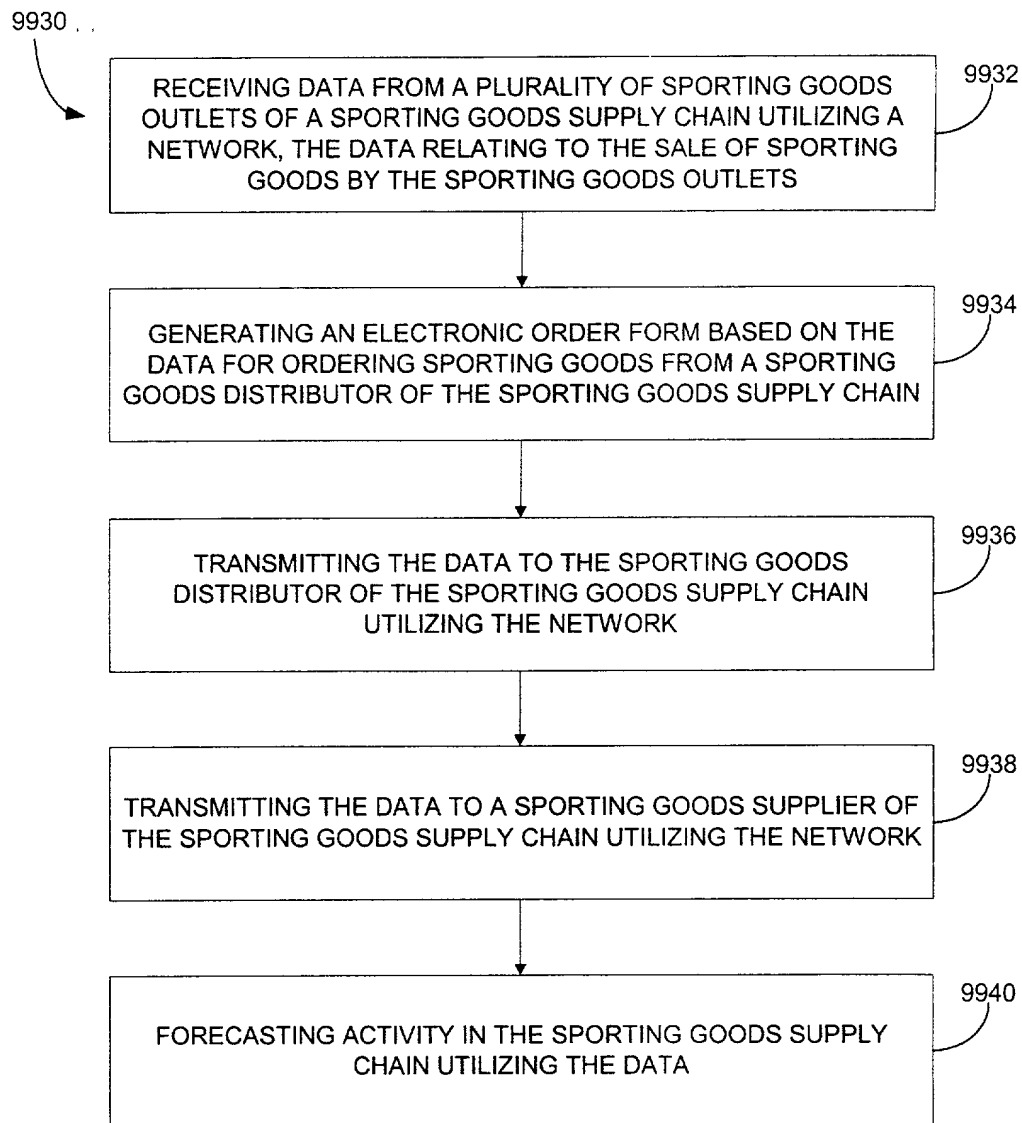 9930
RECEIVING DATA FROM A PLURALITY OF SPORTING GOODS
OUTLETS OF A SPORTING GOODS SUPPLY CHAIN UTILIZING A
NETWORK, THE DATA RELATING TO THE SALE OF SPORTING
GOODS BY THE SPORTING GOODS OUTLETS
9932
GENERATING AN ELECTRONIC ORDER FORM BASED ON THE
DATA FOR ORDERING SPORTING GOODS FROM A SPORTING
GOODS DISTRIBUTOR OF THE SPORTING GOODS SUPPLY CHAIN
9934
TRANSMITTING THE DATA TO THE SPORTING GOODS
DISTRIBUTOR OF THE SPORTING GOODS SUPPLY CHAIN
UTILIZING THE NETWORK
9936
TRANSMITTING THE DATA TO A SPORTING GOODS SUPPLIER OF
THE SPORTING GOODS SUPPLY CHAIN UTILIZING THE NETWORK
9938
FORECASTING ACTIVITY IN THE SPORTING GOODS SUPPLY
CHAIN UTILIZING THE DATA
9940